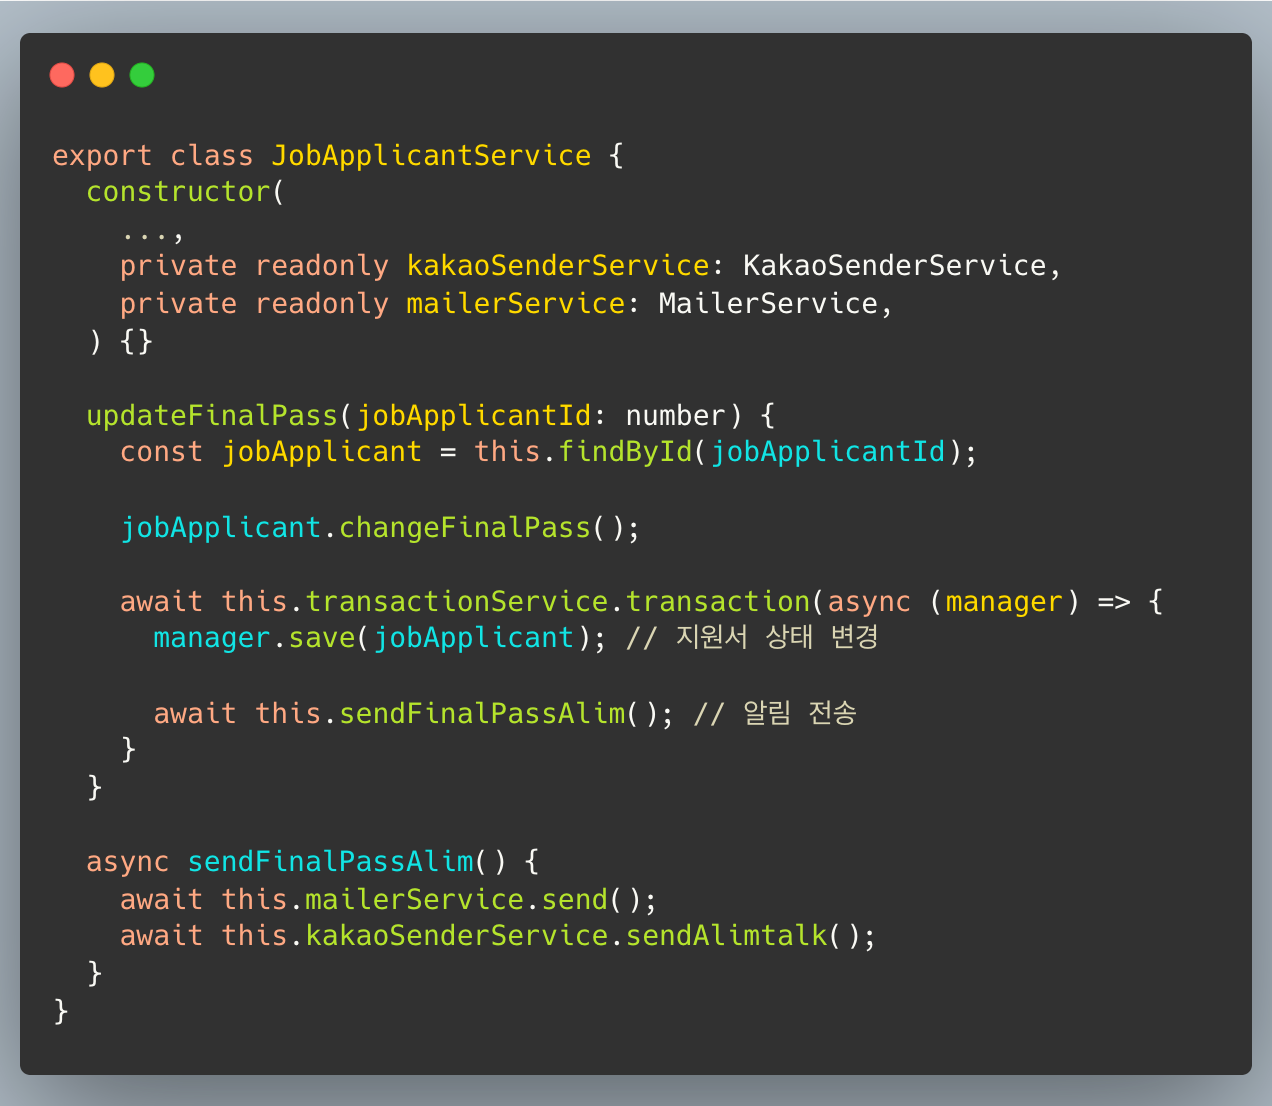 export class JobApplicantService {
  constructor(
    ...,
    private readonly kakaoSenderService: KakaoSenderService,
    private readonly mailerService: MailerService,
  ) {}

  updateFinalPass(jobApplicantId: number) {
    const jobApplicant = this.findById(jobApplicantId);

    jobApplicant.changeFinalPass();

    await this.transactionService.transaction(async (manager) => {
      manager.save(jobApplicant); // 지원서 상태 변경

      await this.sendFinalPassAlim(); // 알림 전송
    }
  }

  async sendFinalPassAlim() {
    await this.mailerService.send();
    await this.kakaoSenderService.sendAlimtalk();
  }
}